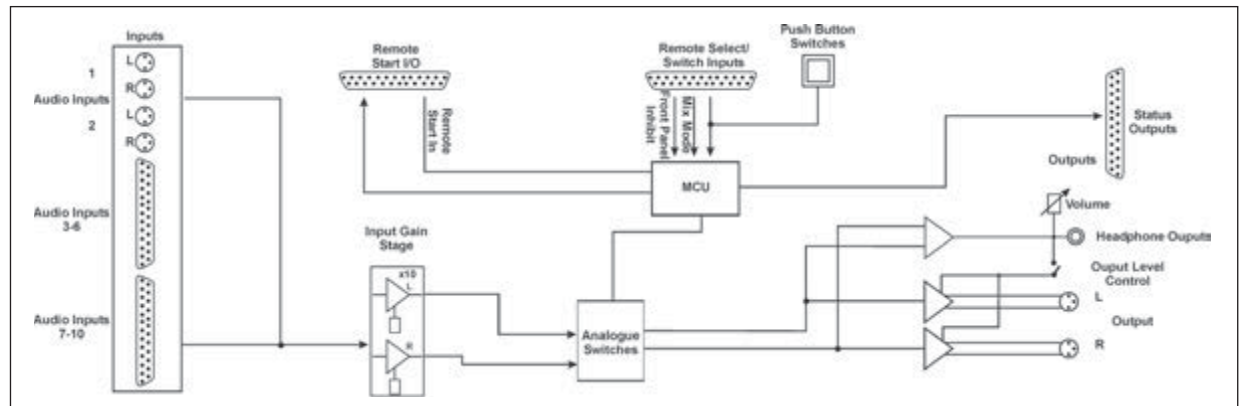 Inputs
1
Audio Inputs
2
L
R
L
R
Audio Inputs
3-6
Audio Inputs
7-10
Remote
Start I/O
Remote
Start In
Remote Select/
Switch Inputs
Front Panel
Inhibit
Mix Mode
Push Button
Switches
MCU
Status
Outputs
Outputs
Input Gain
Stage
x10
L
R
Analogue
Switches
Volume
Headphone Ouputs
Ouput Level
Control
L
Output
R